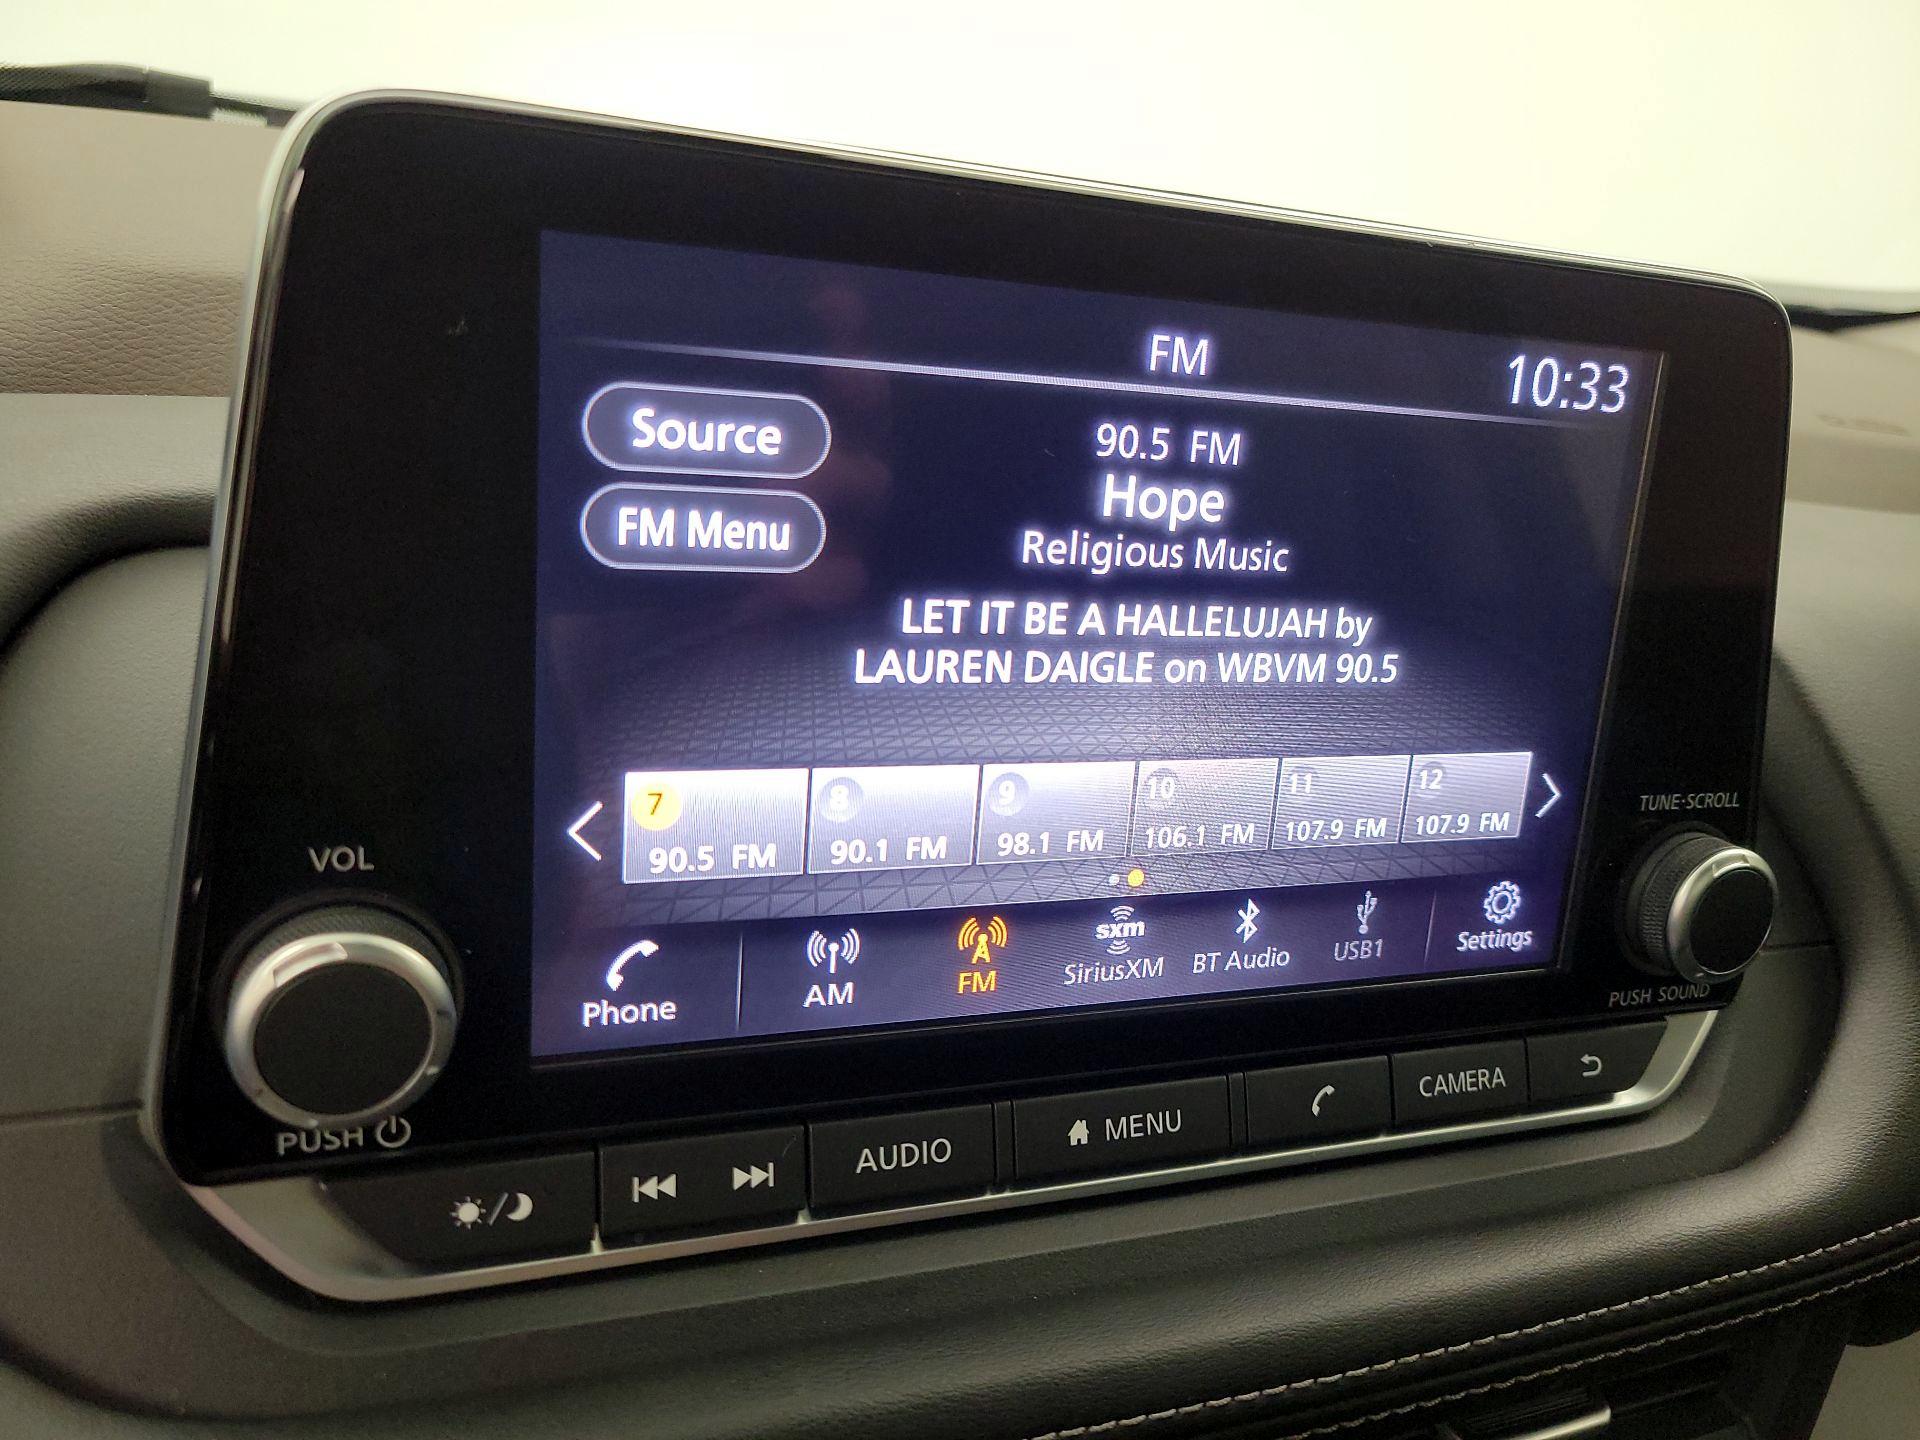 FM
10:33
Source
FM Menu
90.5 FM
Hope
Religious Music
LET IT BE A HALLELUJAH by
LAUREN DAIGLE on WBVM 90.5
7
90.5 FM
8
90.1 FM
9
98.1 FM
10
106.1 FM
11
107.9 FM
12
107.9 FM
Phone
AM
FM
sxm
SiriusXM
BT Audio
USB1
Settings
VOL
PUSH
TUNE·SCROLL
PUSH SOUND
AUDIO
MENU
CAMERA